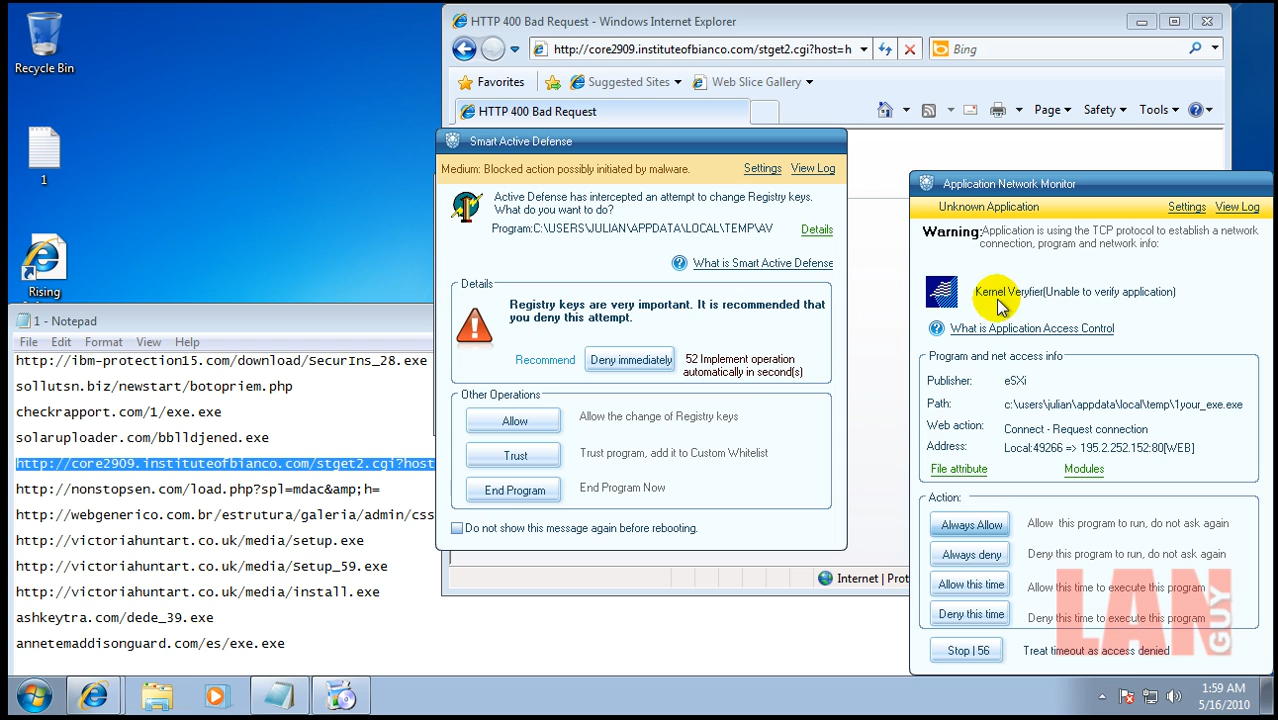 Recycle Bin
1
Rising
HTTP 400 Bad Request - Windows Internet Explorer
http://core2909.instituteofbianco.com/stget2.cgi?host=h
Bing
Favorites
Suggested Sites
Web Slice Gallery
HTTP 400 Bad Request
Page
Safety
Tools
Smart Active Defense
Medium: Blocked action possibly initiated by malware.
Settings
View Log
Active Defense has intercepted an attempt to change Registry keys.
What do you want to do?
Program:C:\USERS\JULIAN\APPDATA\LOCAL\TEMP\AV
Details
What is Smart Active Defense
Details
Registry keys are very important. It is recommended that
you deny this attempt.
Recommend
Deny immediately
52 Implement operation
automatically in second(s)
Other Operations
Allow
Allow the change of Registry keys
Trust
Trust program, add it to Custom Whitelist
End Program
End Program Now
Do not show this message again before rebooting.
Internet | Prot
Application Network Monitor
Unknown Application
Settings
View Log
Warning:Application is using the TCP protocol to establish a network
connection, program and network info:
Kernel Veryfier(Unable to verify application)
What is Application Access Control
Program and net access info
Publisher: eSXi
Path: c:\users\julian\appdata\local\temp\1your_exe.exe
Web action: Connect - Request connection
Address: Local:49266 => 195.2.252.152:80[WEB]
File attribute
Modules
Action:
Always Allow
Allow this program to run, do not ask again
Always deny
Deny this program to run, do not ask again
Allow this time
Allow this time to execute this program
Deny this time
Deny this time to execute this program
Stop | 56
Treat timeout as access denied
LAN
GUY
1 - Notepad
File Edit Format View Help
http://ibm-protection15.com/download/SecurIns_28.exe
sollutsn.biz/newstart/botopriem.php
checkrapport.com/1/exe.exe
solaruploader.com/bblldjened.exe
http://core2909.instituteofbianco.com/stget2.cgi?host
http://nonstopsen.com/load.php?spl=mdac&amp;h=
http://webgenerico.com.br/estrutura/galeria/admin/css
http://victoriahuntart.co.uk/media/setup.exe
http://victoriahuntart.co.uk/media/Setup_59.exe
http://victoriahuntart.co.uk/media/install.exe
ashkeytra.com/dede_39.exe
annetemaddisonguard.com/es/exe.exe
1:59 AM
5/16/2010